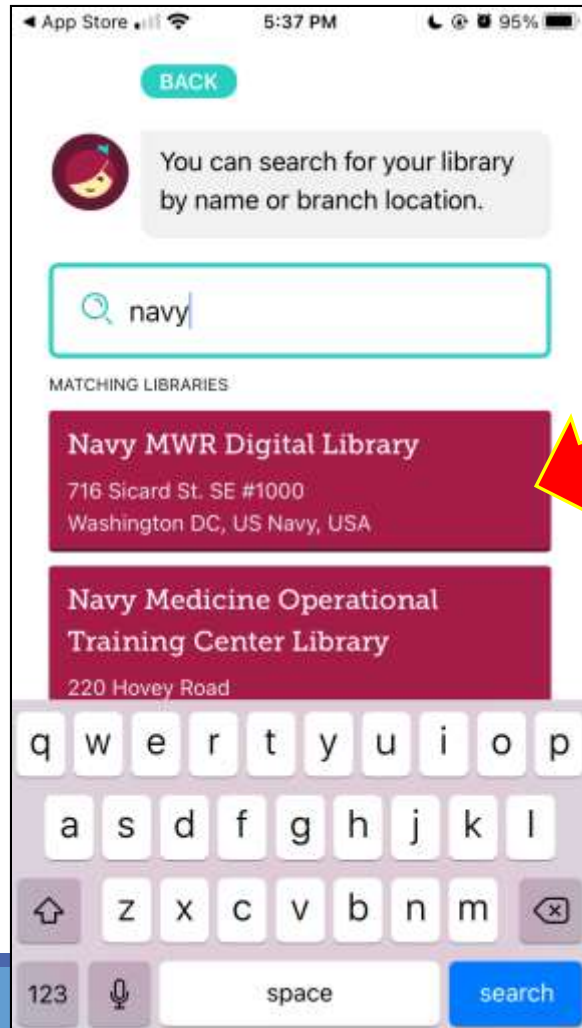 App Store 5:37 PM 95%
BACK
You can search for your library
by name or branch location.
navy
MATCHING LIBRARIES
Navy MWR Digital Library
716 Sicard St. SE #1000
Washington DC, US Navy, USA
Navy Medicine Operational
Training Center Library
220 Hovey Road
q w e r t y u i o p
a s d f g h j k l
z x c v b n m
123 space search